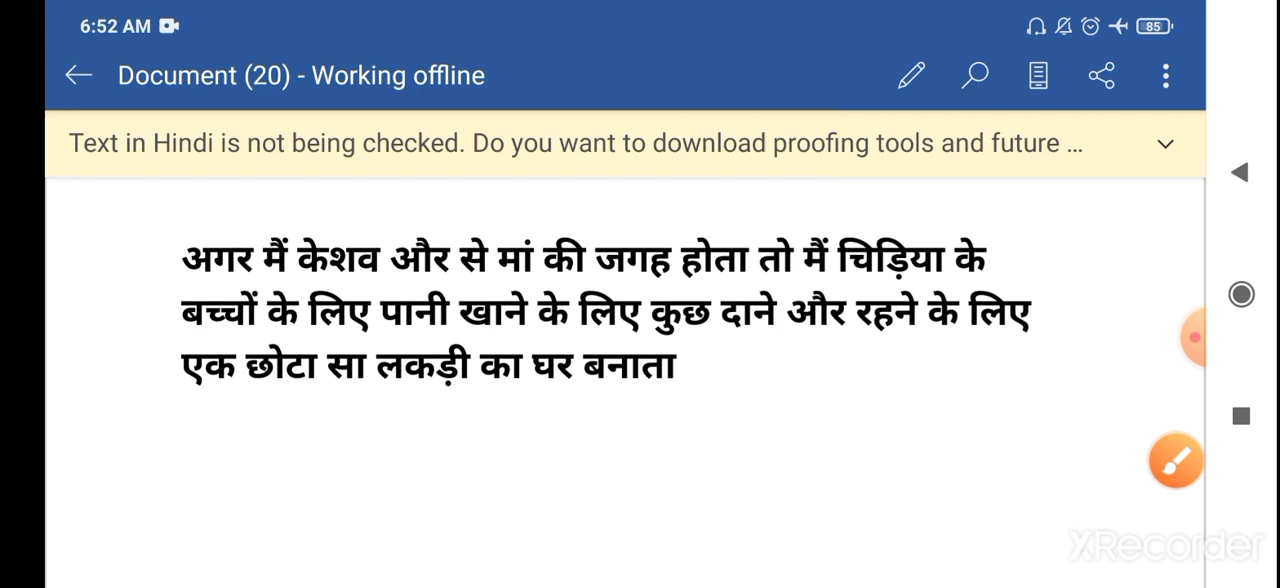 6:52 AM
85
Document (20) - Working offline
Text in Hindi is not being checked. Do you want to download proofing tools and future ...
अगर मैं केशव और से मां की जगह होता तो मैं चिड़िया के
बच्चों के लिए पानी खाने के लिए कुछ दाने और रहने के लिए
एक छोटा सा लकड़ी का घर बनाता
XRecorder